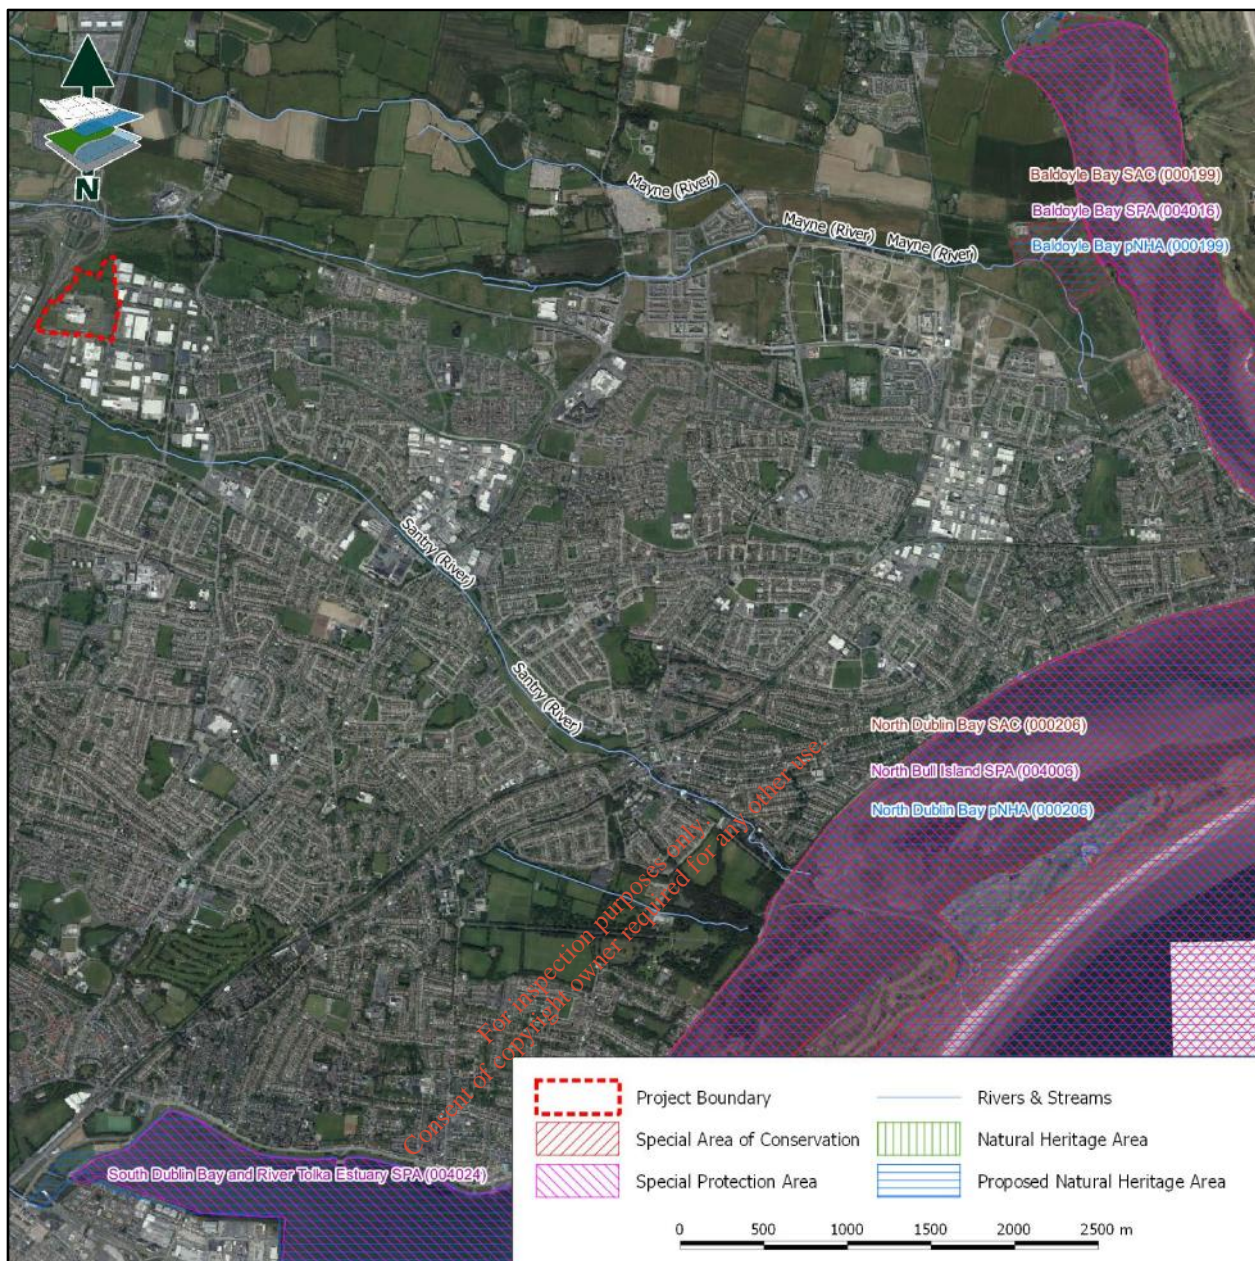 N
Mayne (River)
Mayne (River) Mayne (River)
Baldoyle Bay SAC (000199)
Baldoyle Bay SPA (004016)
Baldoyle Bay pNHA (000199)
Santry (River)
Santry (River)
North Dublin Bay SAC (000206)
North Bull Island SPA (004006)
North Dublin Bay pNHA (000206)
For inspection purposes only.
Consent of copyright owner required for any other use.
South Dublin Bay and River Tolka Estuary SPA (004024)
Project Boundary
Rivers & Streams
Special Area of Conservation
Natural Heritage Area
Special Protection Area
Proposed Natural Heritage Area
0 500 1000 1500 2000 2500 m